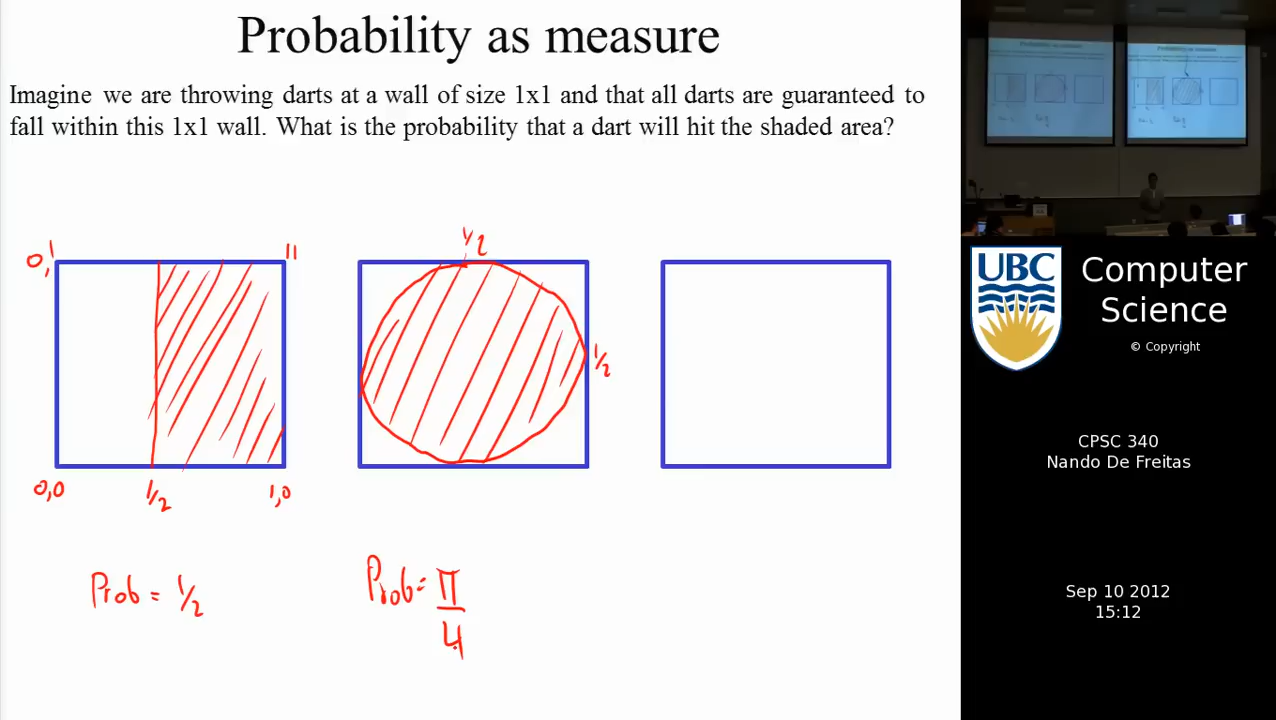 Probability as measure
Imagine we are throwing darts at a wall of size 1x1 and that all darts are guaranteed to
fall within this 1x1 wall. What is the probability that a dart will hit the shaded area?
0,1
11
1/2
1/2
0,0
1/2
1,0
Prob = 1/2
Prob = π/4
UBC
Computer
Science
© Copyright
CPSC 340
Nando De Freitas
Sep 10 2012
15:12